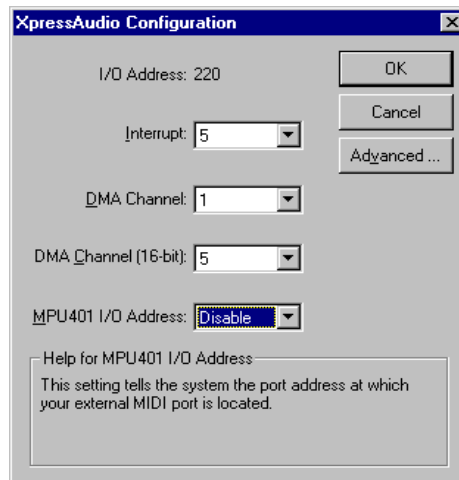 XpressAudio Configuration
I/O Address: 220
OK
Cancel
Interrupt: 5
Advanced ...
DMA Channel: 1
DMA Channel (16-bit): 5
MPU401 I/O Address: Disable
Help for MPU401 I/O Address
This setting tells the system the port address at which
your external MIDI port is located.